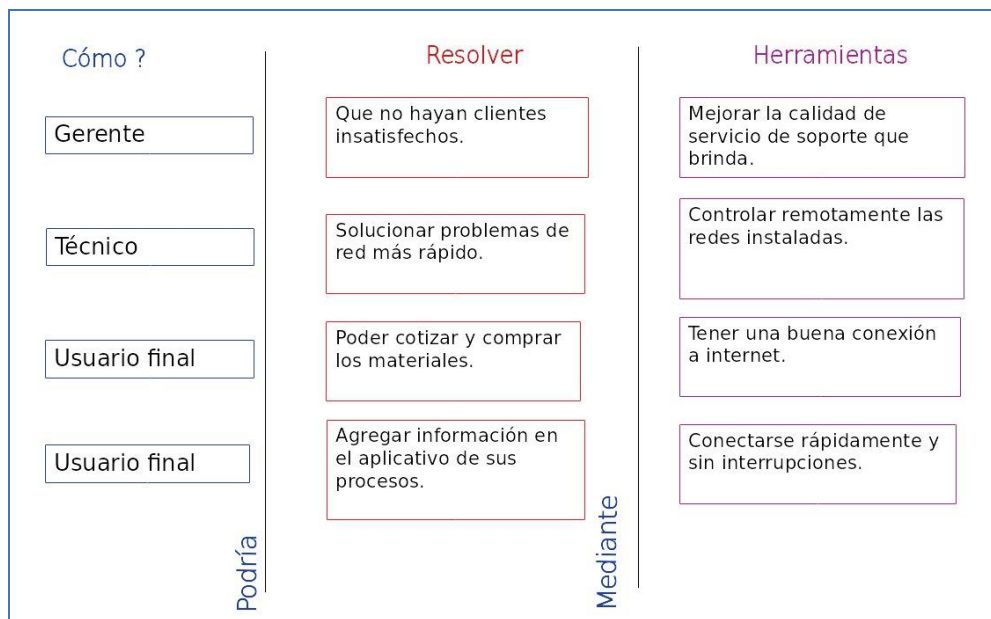 Cómo ?
Resolver
Herramientas
Gerente
Que no hayan clientes
insatisfechos.
Mejorar la calidad de
servicio de soporte que
brinda.
Técnico
Solucionar problemas de
red más rápido.
Controlar remotamente las
redes instaladas.
Usuario final
Poder cotizar y comprar
los materiales.
Tener una buena conexión
a internet.
Usuario final
Agregar información en
el aplicativo de sus
procesos.
Conectarse rápidamente y
sin interrupciones.
Podría
Mediante